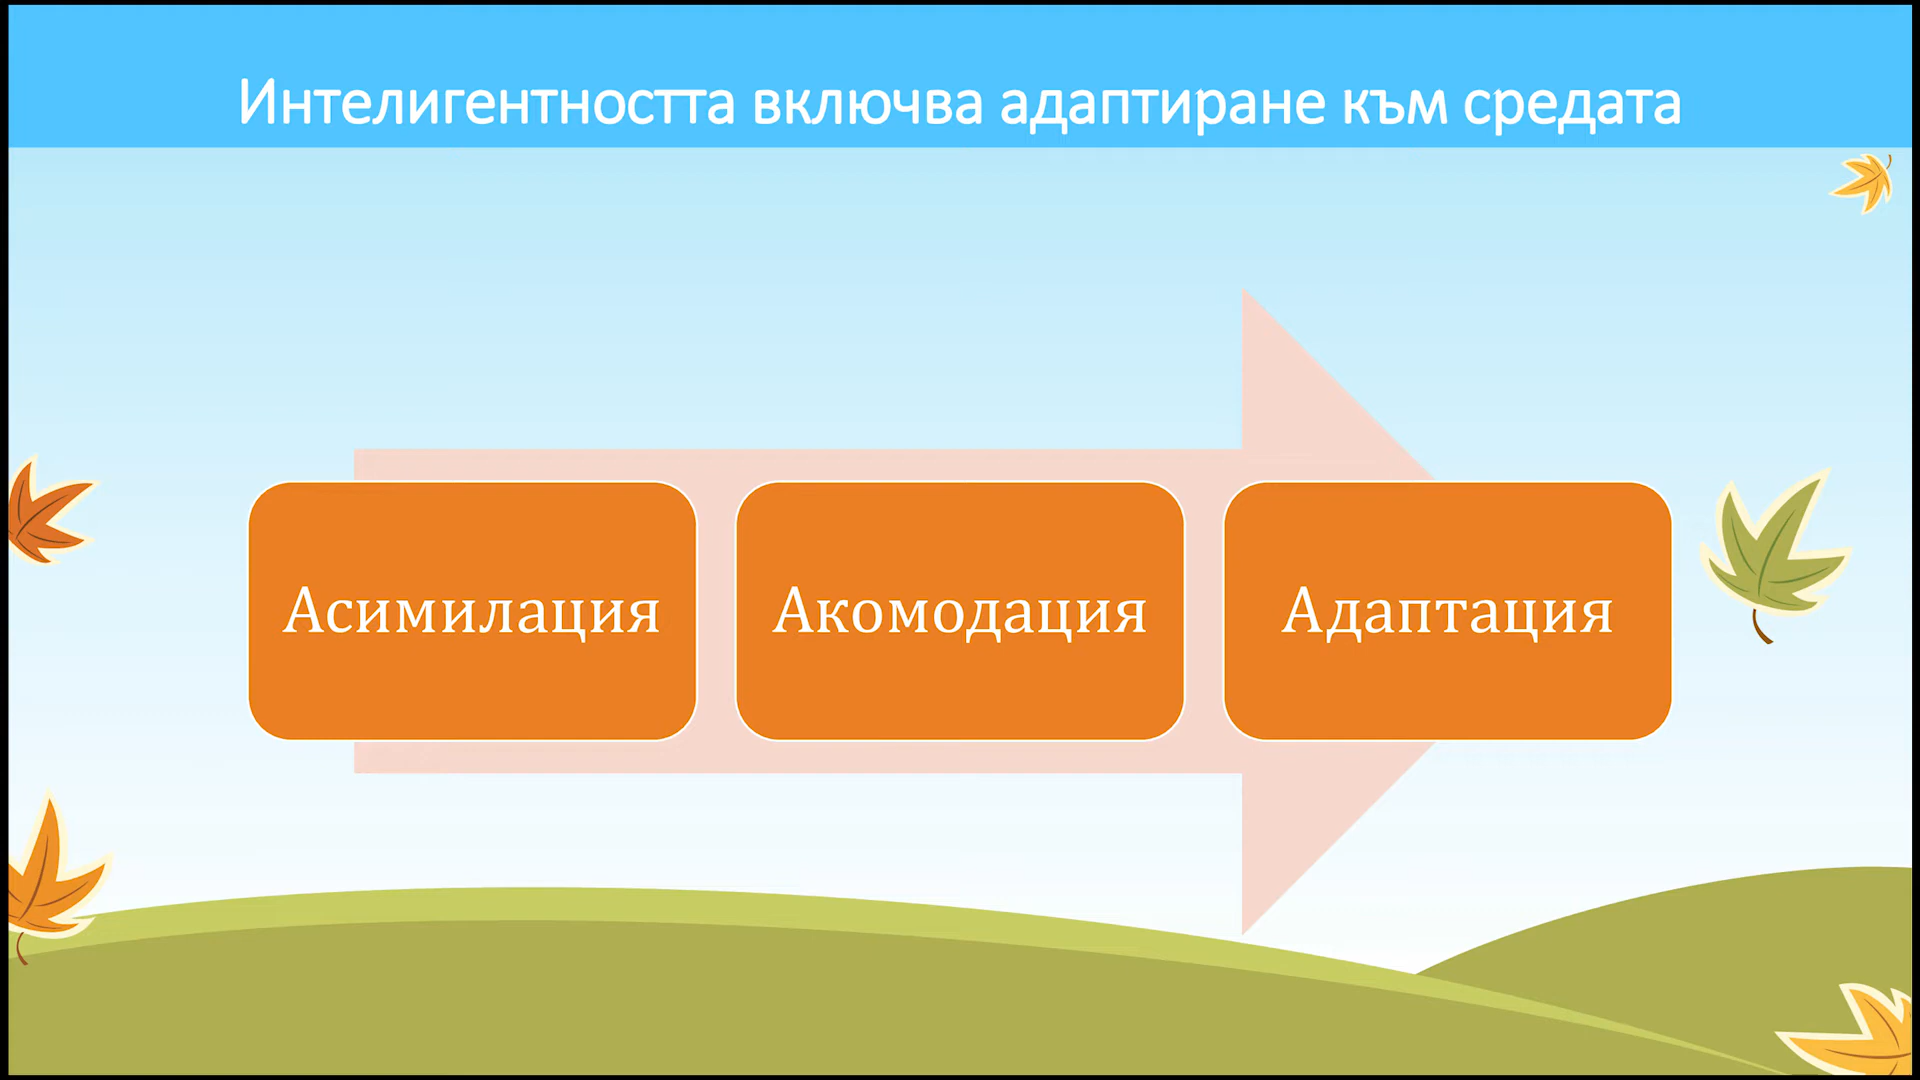 Интелигентността включва адаптиране към средата
Асимилация
Акомодация
Адаптация